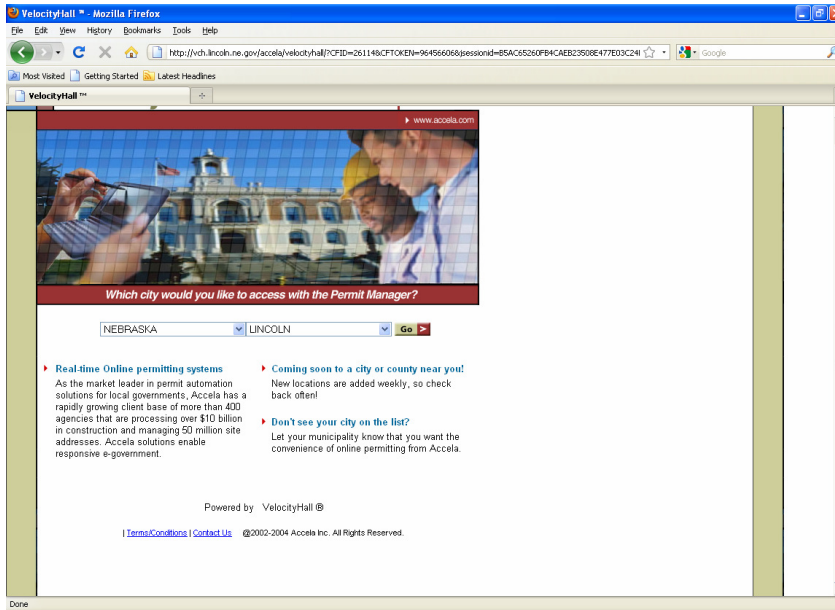 VelocityHall ™ - Mozilla Firefox
File Edit View History Bookmarks Tools Help
http://vch.lincoln.ne.gov/accela/velocityhall/?CFID=26114&CFTOKEN=96456606&jsessionid=B5AC65260FB4CAEB23508E477E03C24
Google
Most Visited Getting Started Latest Headlines
VelocityHall ™
www.accela.com
Which city would you like to access with the Permit Manager?
NEBRASKA LINCOLN Go >
Real-time Online permitting systems
As the market leader in permit automation
solutions for local governments, Accela has a
rapidly growing client base of more than 400
agencies that are processing over $10 billion
in construction and managing 50 million site
addresses. Accela solutions enable
responsive e-government.
Coming soon to a city or county near you!
New locations are added weekly, so check
back often!
Don't see your city on the list?
Let your municipality know that you want the
convenience of online permitting from Accela.
Powered by VelocityHall ®
| Terms/Conditions | Contact Us @2002-2004 Accela Inc. All Rights Reserved.
Done